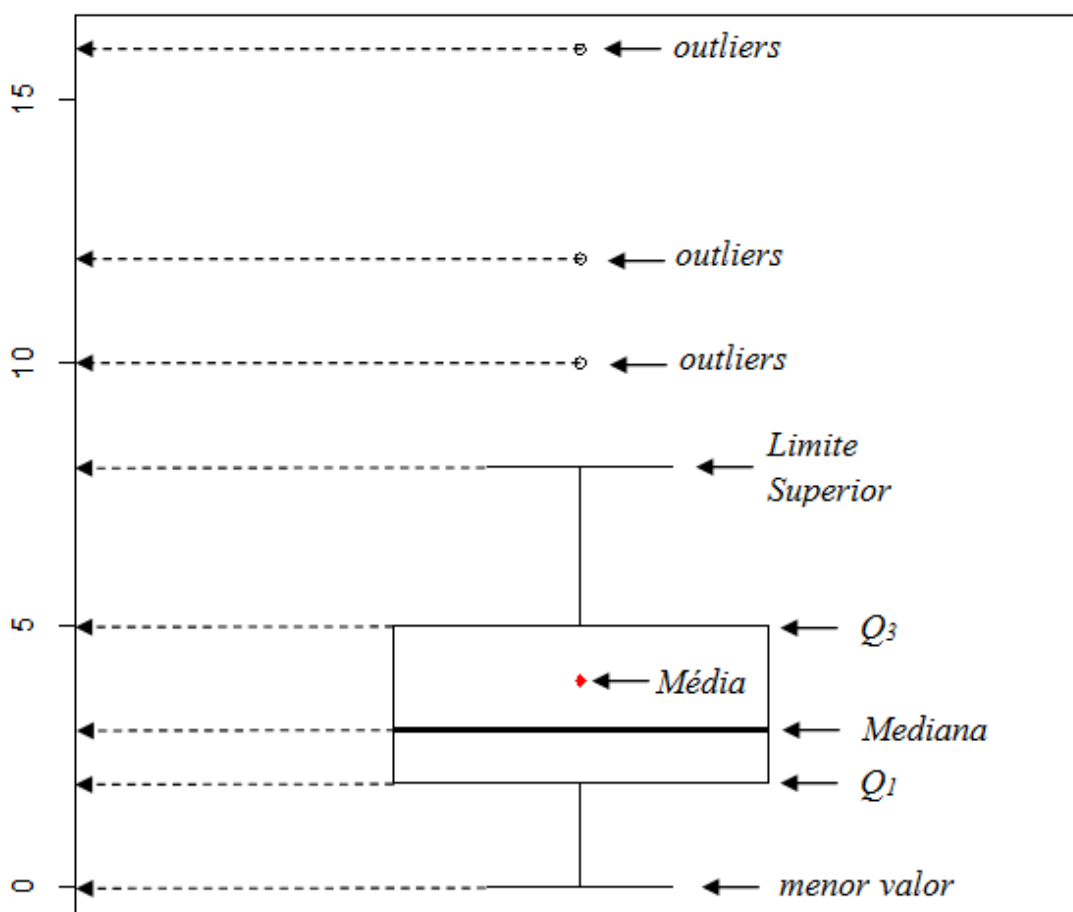 outliers
15
outliers
outliers
10
Limite
Superior
5
Q3
Média
Mediana
Q1
0
menor valor